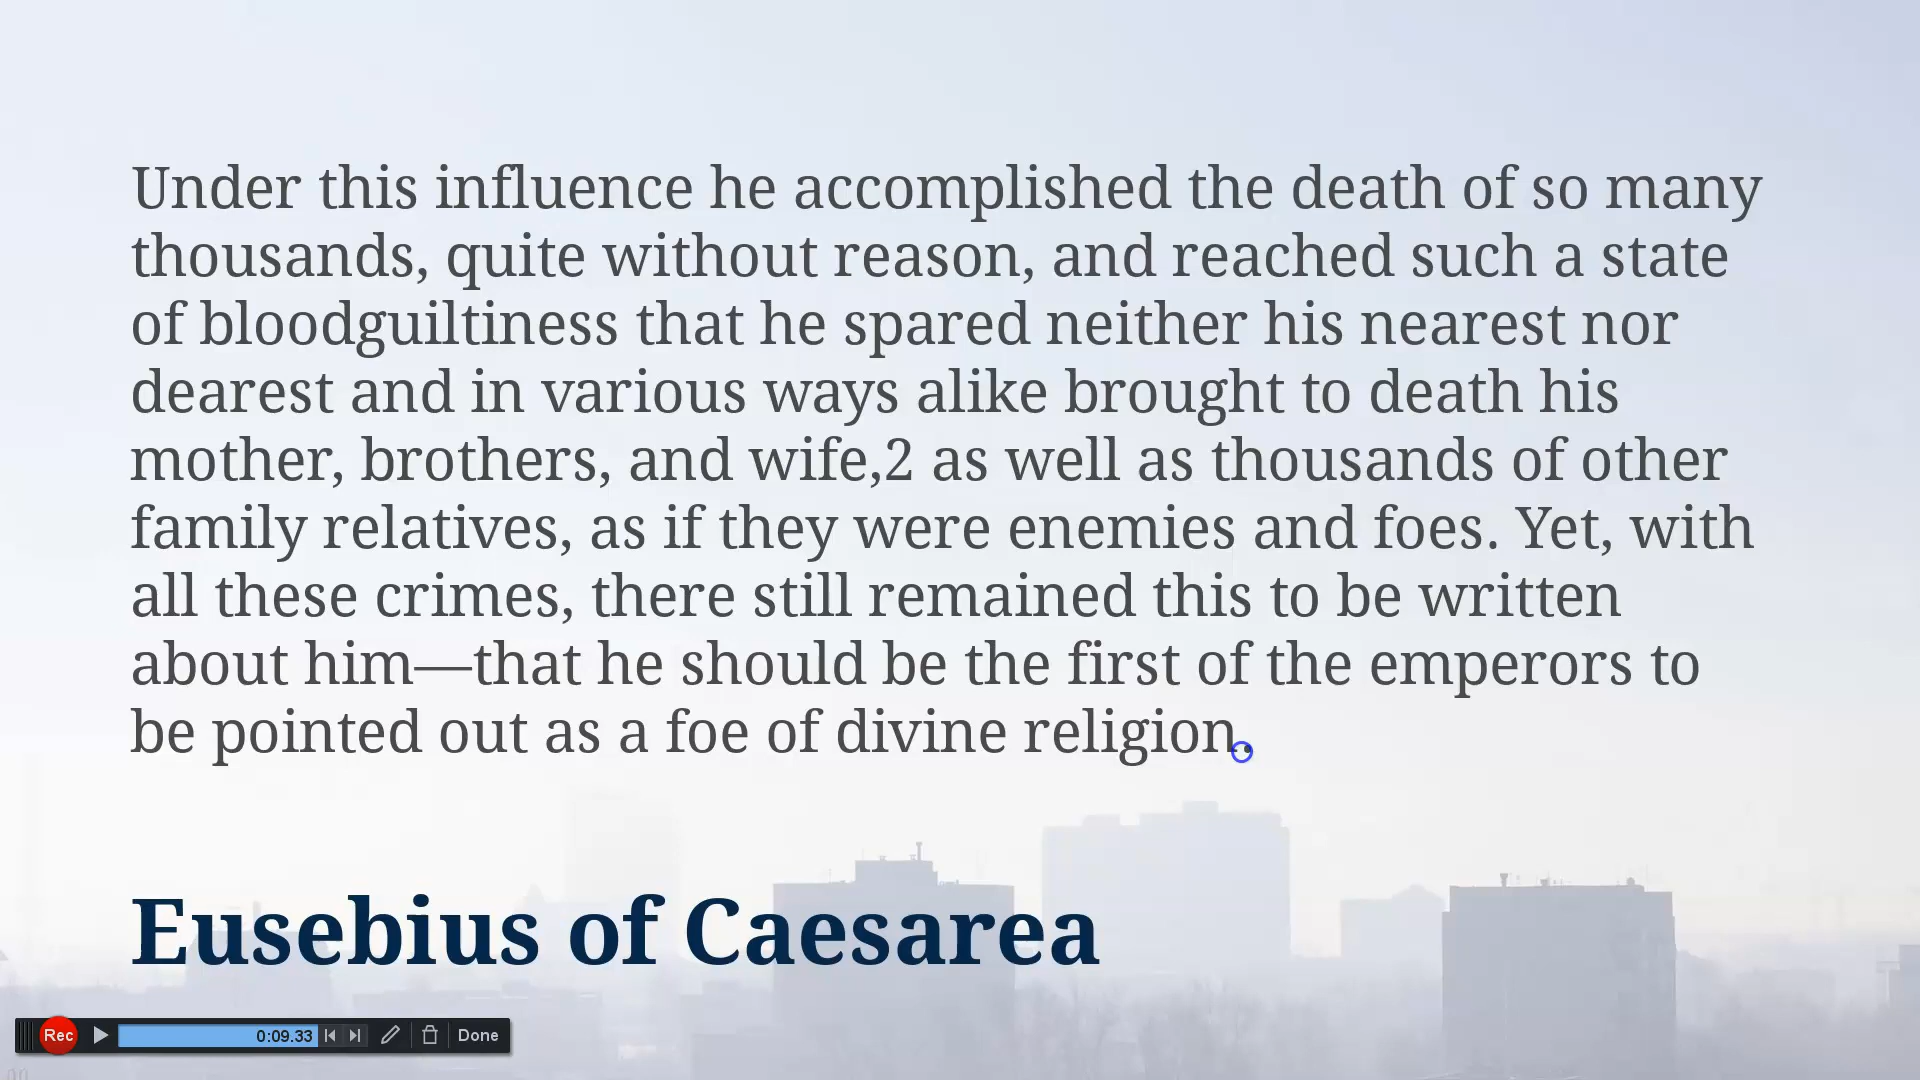 Under this influence he accomplished the death of so many
thousands, quite without reason, and reached such a state
of bloodguiltiness that he spared neither his nearest nor
dearest and in various ways alike brought to death his
mother, brothers, and wife,2 as well as thousands of other
family relatives, as if they were enemies and foes. Yet, with
all these crimes, there still remained this to be written
about him—that he should be the first of the emperors to
be pointed out as a foe of divine religion.
Eusebius of Caesarea
Rec 0:09.33 Done